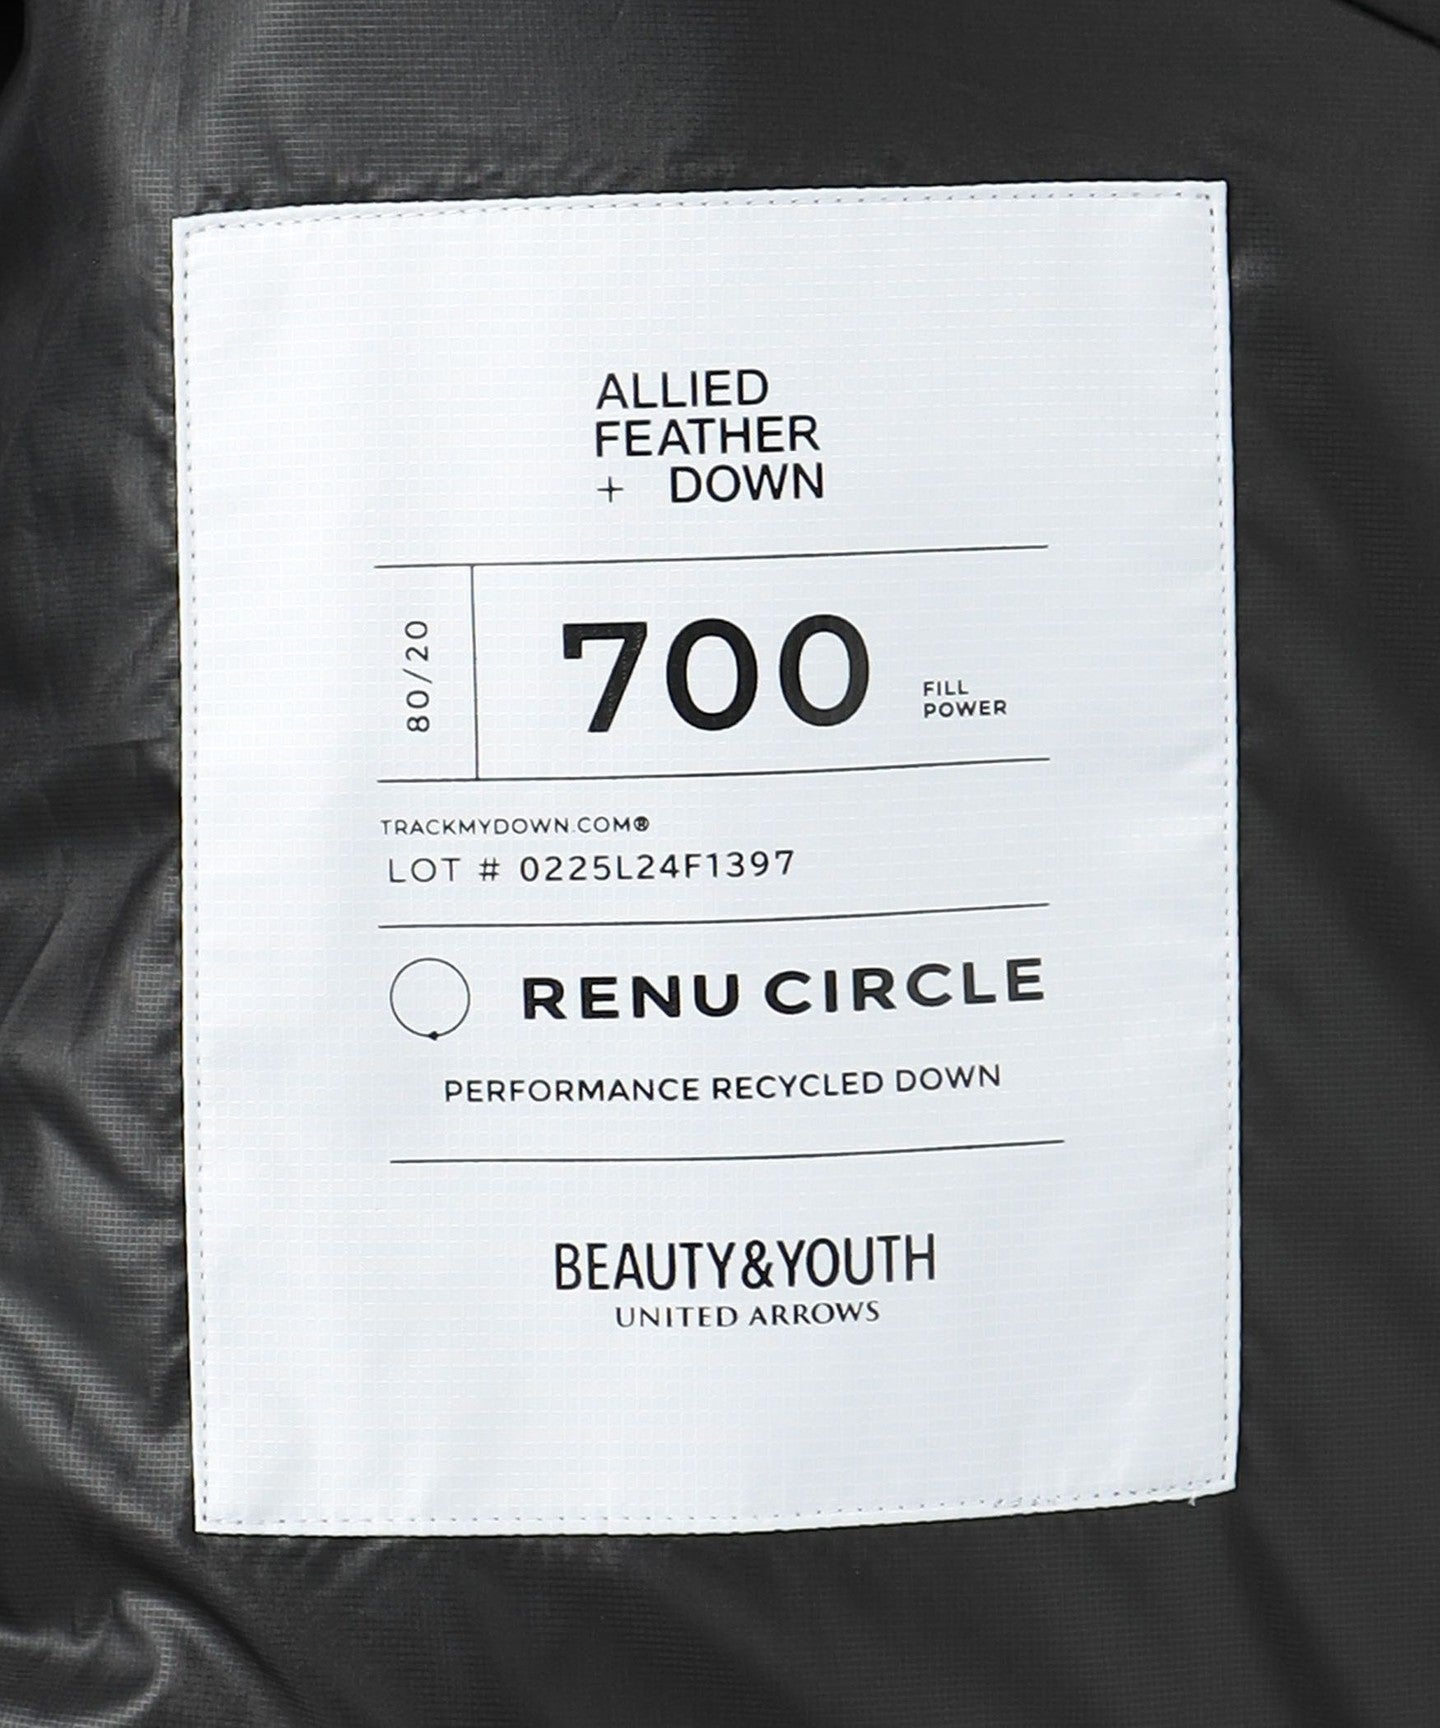 ALLIED
FEATHER
+ DOWN
80/20
700
FILL
POWER
TRACKMYDOWN.COM®
LOT # 0225L24F1397
RENU CIRCLE
PERFORMANCE RECYCLED DOWN
BEAUTY&YOUTH
UNITED ARROWS